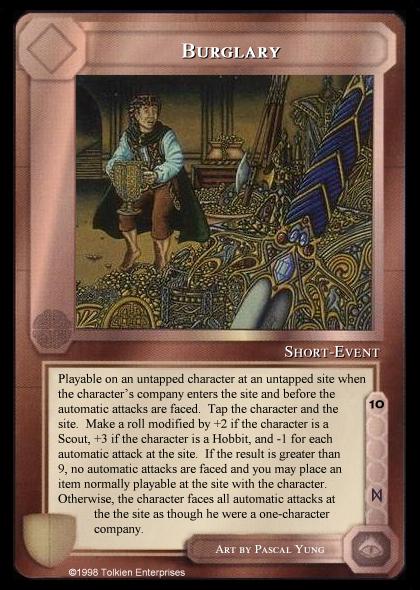 BURGLARY
SHORT-EVENT
Playable on an untapped character at an untapped site when
the character's company enters the site and before the
automatic attacks are faced. Tap the character and the
site. Make a roll modified by +2 if the character is a
Scout, +3 if the character is a Hobbit, and -1 for each
automatic attack at the site. If the result is greater than
9, no automatic attacks are faced and you may place an
item normally playable at the site with the character.
Otherwise, the character faces all automatic attacks at
the the site as though he were a one-character
company.
10
ART BY PASCAL YUNG
©1998 Tolkien Enterprises